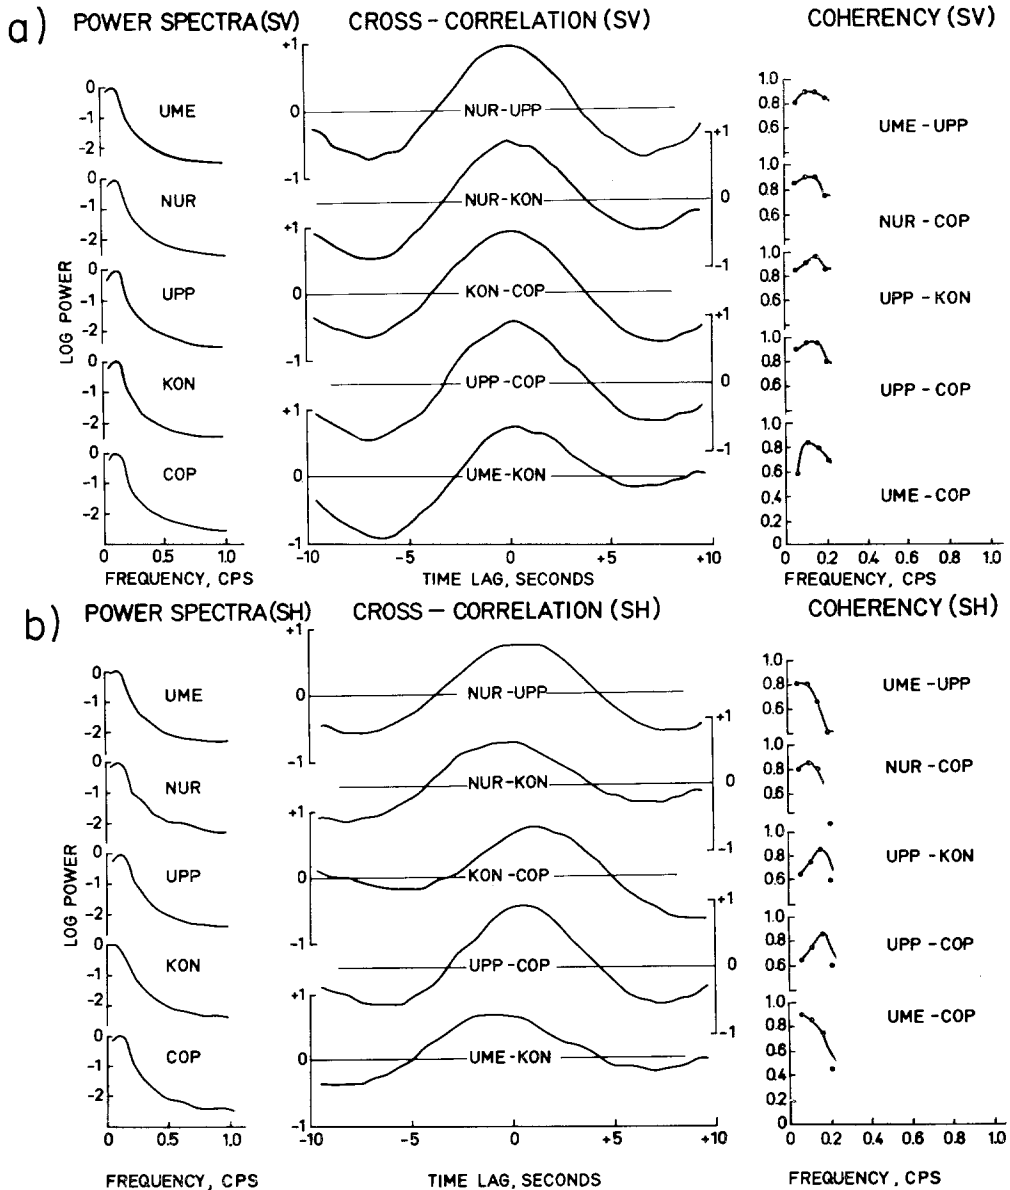 a) POWER SPECTRA (SV) CROSS-CORRELATION (SV) COHERENCY (SV)
LOG POWER
0
-1
-2
UME
0
-1
-2
NUR
0
-1
-2
UPP
0
-1
-2
KON
0
-1
-2
COP
0 0.5 1.0
FREQUENCY, CPS
+1
0
-1
NUR-UPP
+1
0
-1
NUR-KON
+1
0
-1
KON-COP
+1
0
-1
UPP-COP
+1
0
-1
UME-KON
-10 -5 0 +5 +10
TIME LAG, SECONDS
1.0
0.8
0.6
UME-UPP
1.0
0.8
0.6
NUR-COP
1.0
0.8
0.6
UPP-KON
1.0
0.8
0.6
UPP-COP
1.0
0.8
0.6
0.4
0.2
0
UME-COP
0 0.2 0.4 0.6 0.8 1.0
FREQUENCY, CPS
b) POWER SPECTRA (SH) CROSS-CORRELATION (SH) COHERENCY (SH)
LOG POWER
0
-1
-2
UME
0
-1
-2
NUR
0
-1
-2
UPP
0
-1
-2
KON
0
-1
-2
COP
0 0.5 1.0
FREQUENCY, CPS
+1
0
-1
NUR-UPP
+1
0
-1
NUR-KON
+1
0
-1
KON-COP
+1
0
-1
UPP-COP
+1
0
-1
UME-KON
-10 -5 0 +5 +10
TIME LAG, SECONDS
1.0
0.8
0.6
UME-UPP
1.0
0.8
0.6
NUR-COP
1.0
0.8
0.6
UPP-KON
1.0
0.8
0.6
UPP-COP
1.0
0.8
0.6
0.4
0.2
0
UME-COP
0 0.2 0.4 0.6 0.8 1.0
FREQUENCY, CPS